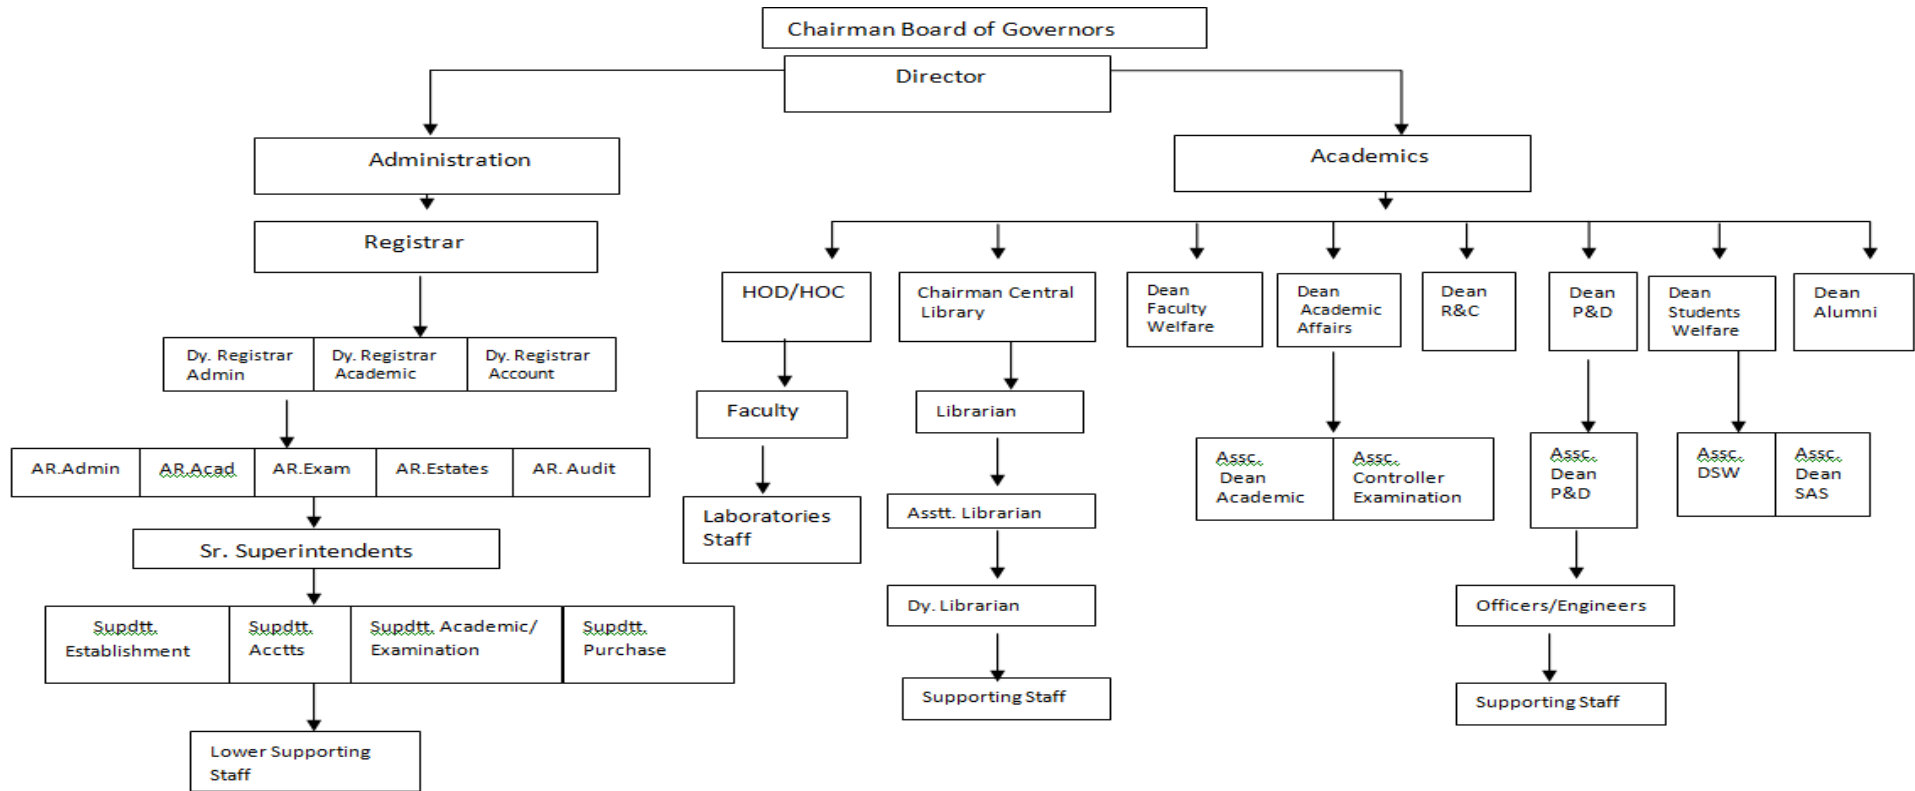 Chairman Board of Governors
Director
Administration
Academics
Registrar
HOD/HOC
Chairman Central
Library
Dean
Faculty
Welfare
Dean
Academic
Affairs
Dean
R&C
Dean
P&D
Dean
Students
Welfare
Dean
Alumni
Dy. Registrar
Admin
Dy. Registrar
Academic
Dy. Registrar
Account
Faculty
Librarian
AR.Admin
AR.Acad
AR.Exam
AR.Estates
AR. Audit
Assc.
Dean
Academic
Assc.
Controller
Examination
Assc.
Dean
P&D
Assc.
DSW
Assc.
Dean
SAS
Laboratories
Staff
Asstt. Librarian
Sr. Superintendents
Dy. Librarian
Officers/Engineers
Supdtt.
Establishment
Supdtt.
Acctts
Supdtt. Academic/
Examination
Supdtt.
Purchase
Supporting Staff
Supporting Staff
Lower Supporting
Staff